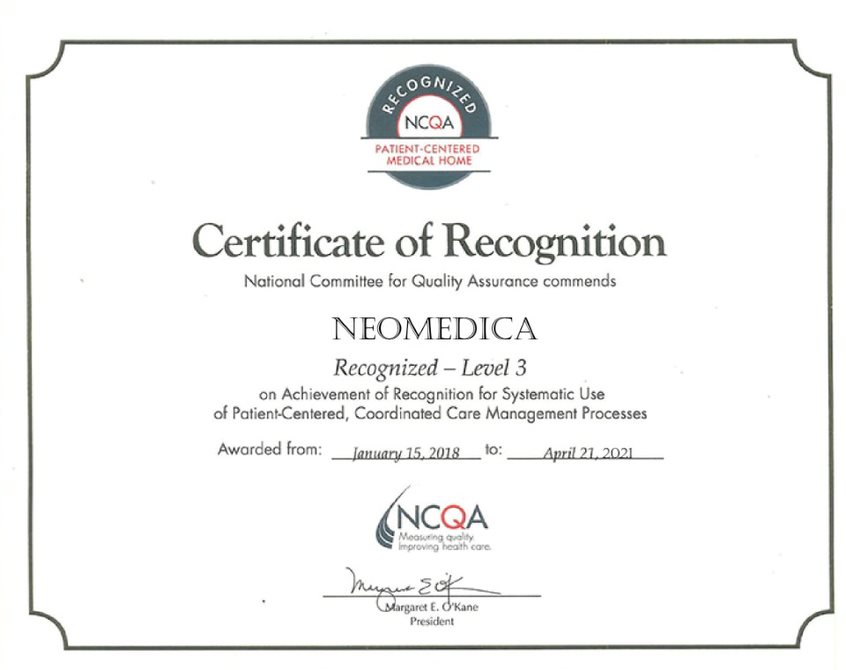 RECOGNIZED
NCQA
PATIENT-CENTERED
MEDICAL HOME
Certificate of Recognition
National Committee for Quality Assurance commends
NEOMEDICA
Recognized – Level 3
on Achievement of Recognition for Systematic Use
of Patient-Centered, Coordinated Care Management Processes
Awarded from: January 15, 2018 to: April 21, 2021
NCQA
Measuring quality.
Improving health care.
Margaret E. O'Kane
President